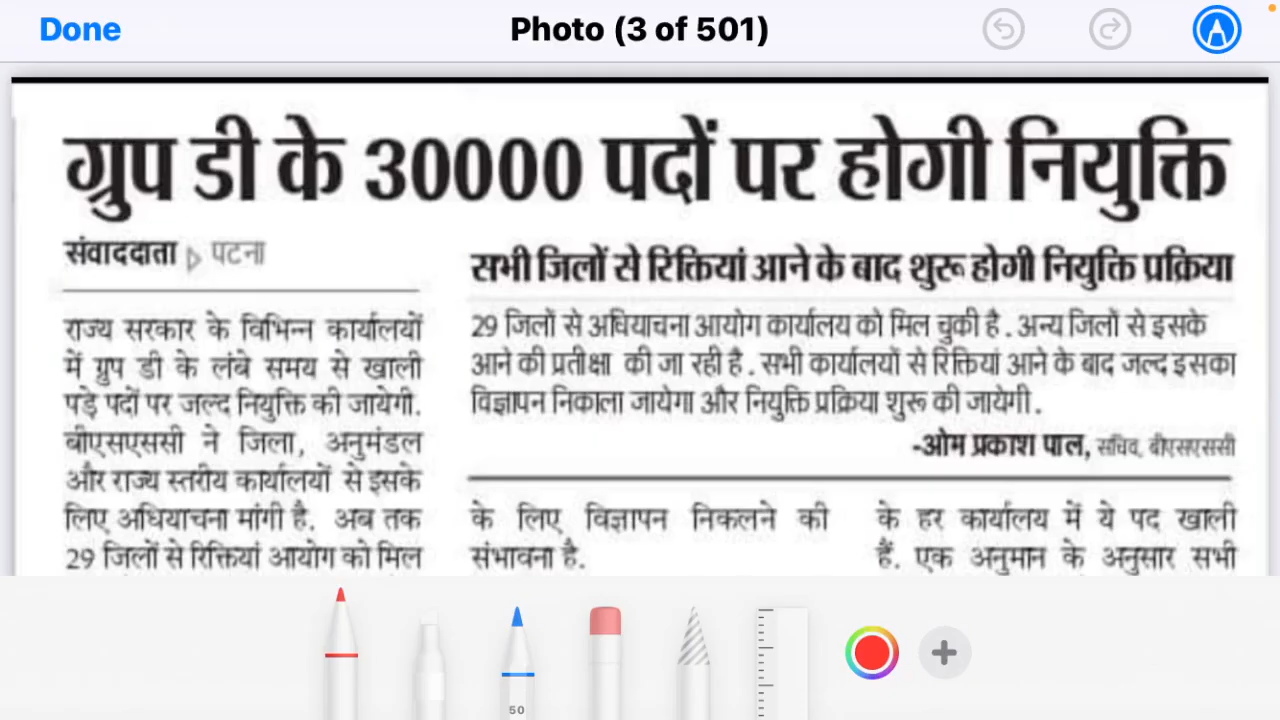 Done
Photo (3 of 501)
ग्रुप डी के 30000 पदों पर होगी नियुक्ति
संवाददाता ▷ पटना
राज्य सरकार के विभिन्न कार्यालयों
में ग्रुप डी के लंबे समय से खाली
पड़े पदों पर जल्द नियुक्ति की जायेगी.
बीएसएससी ने जिला, अनुमंडल
और राज्य स्तरीय कार्यालयों से इसके
लिए अधियाचना मांगी है. अब तक
29 जिलों से रिक्तियां आयोग को मिल
सभी जिलों से रिक्तियां आने के बाद शुरू होगी नियुक्ति प्रक्रिया
29 जिलों से अधियाचना आयोग कार्यालय को मिल चुकी है . अन्य जिलों से इसके
आने की प्रतीक्षा की जा रही है . सभी कार्यालयों से रिक्तियां आने के बाद जल्द इसका
विज्ञापन निकाला जायेगा और नियुक्ति प्रक्रिया शुरू की जायेगी .
-ओम प्रकाश पाल, सचिव, बीएसएससी
के लिए विज्ञापन निकलने की
संभावना है.
के हर कार्यालय में ये पद खाली
हैं. एक अनुमान के अनुसार सभी
50